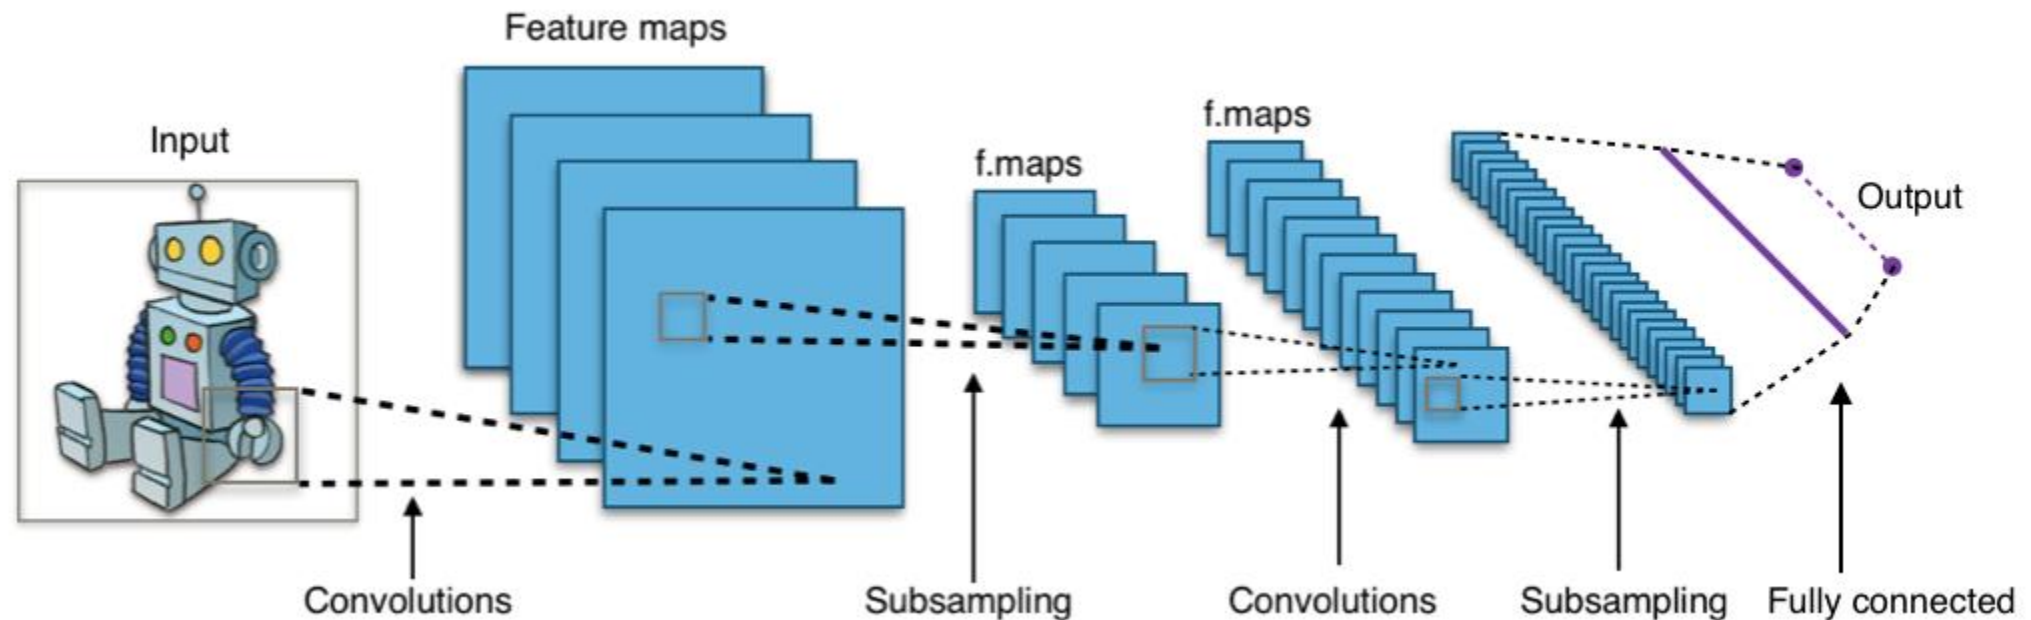 Feature maps
f.maps
Input
f.maps
Output
Convolutions
Subsampling
Convolutions
Subsampling
Fully connected